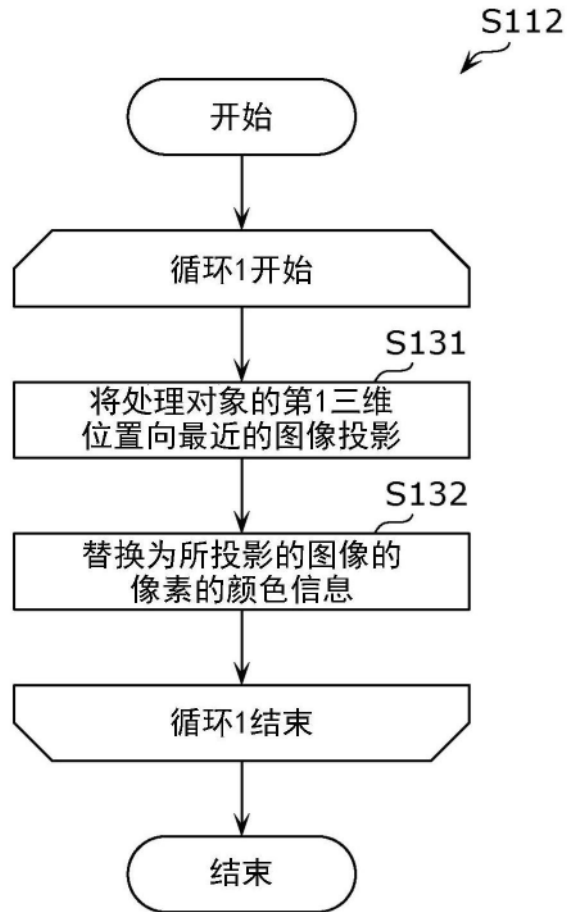 S112
开始
循环1开始
S131
将处理对象的第1三维
位置向最近的图像投影
S132
替换为所投影的图像的
像素的颜色信息
循环1结束
结束